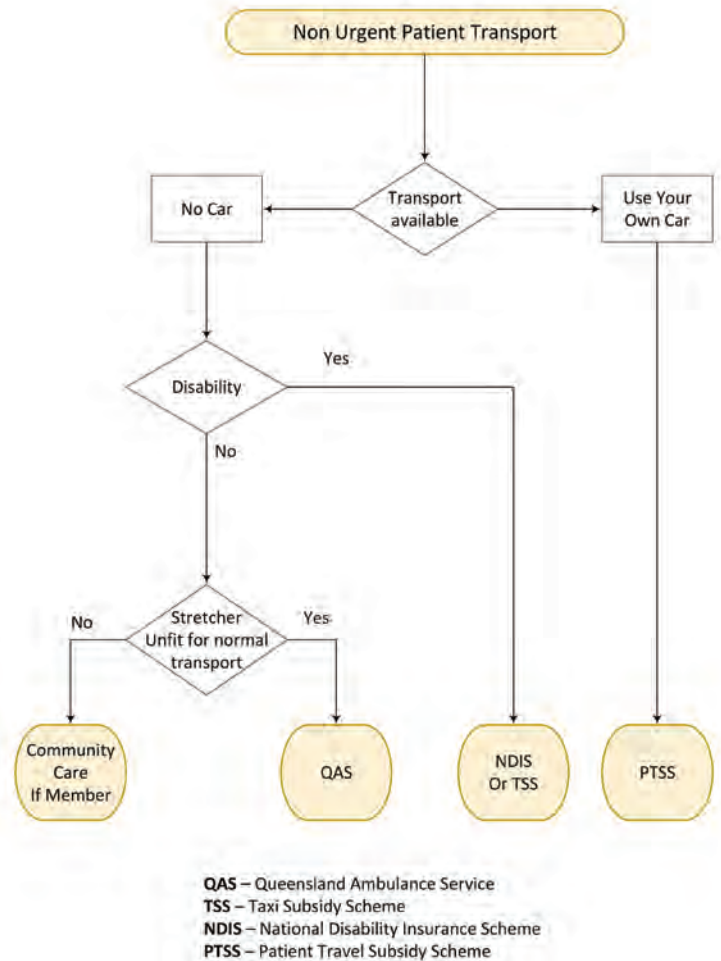 Non Urgent Patient Transport
No Car
Transport
available
Use Your
Own Car
Disability
Yes
No
No
Stretcher
Unfit for normal
transport
Yes
Community
Care
If Member
QAS
NDIS
Or TSS
PTSS
QAS – Queensland Ambulance Service
TSS – Taxi Subsidy Scheme
NDIS – National Disability Insurance Scheme
PTSS – Patient Travel Subsidy Scheme